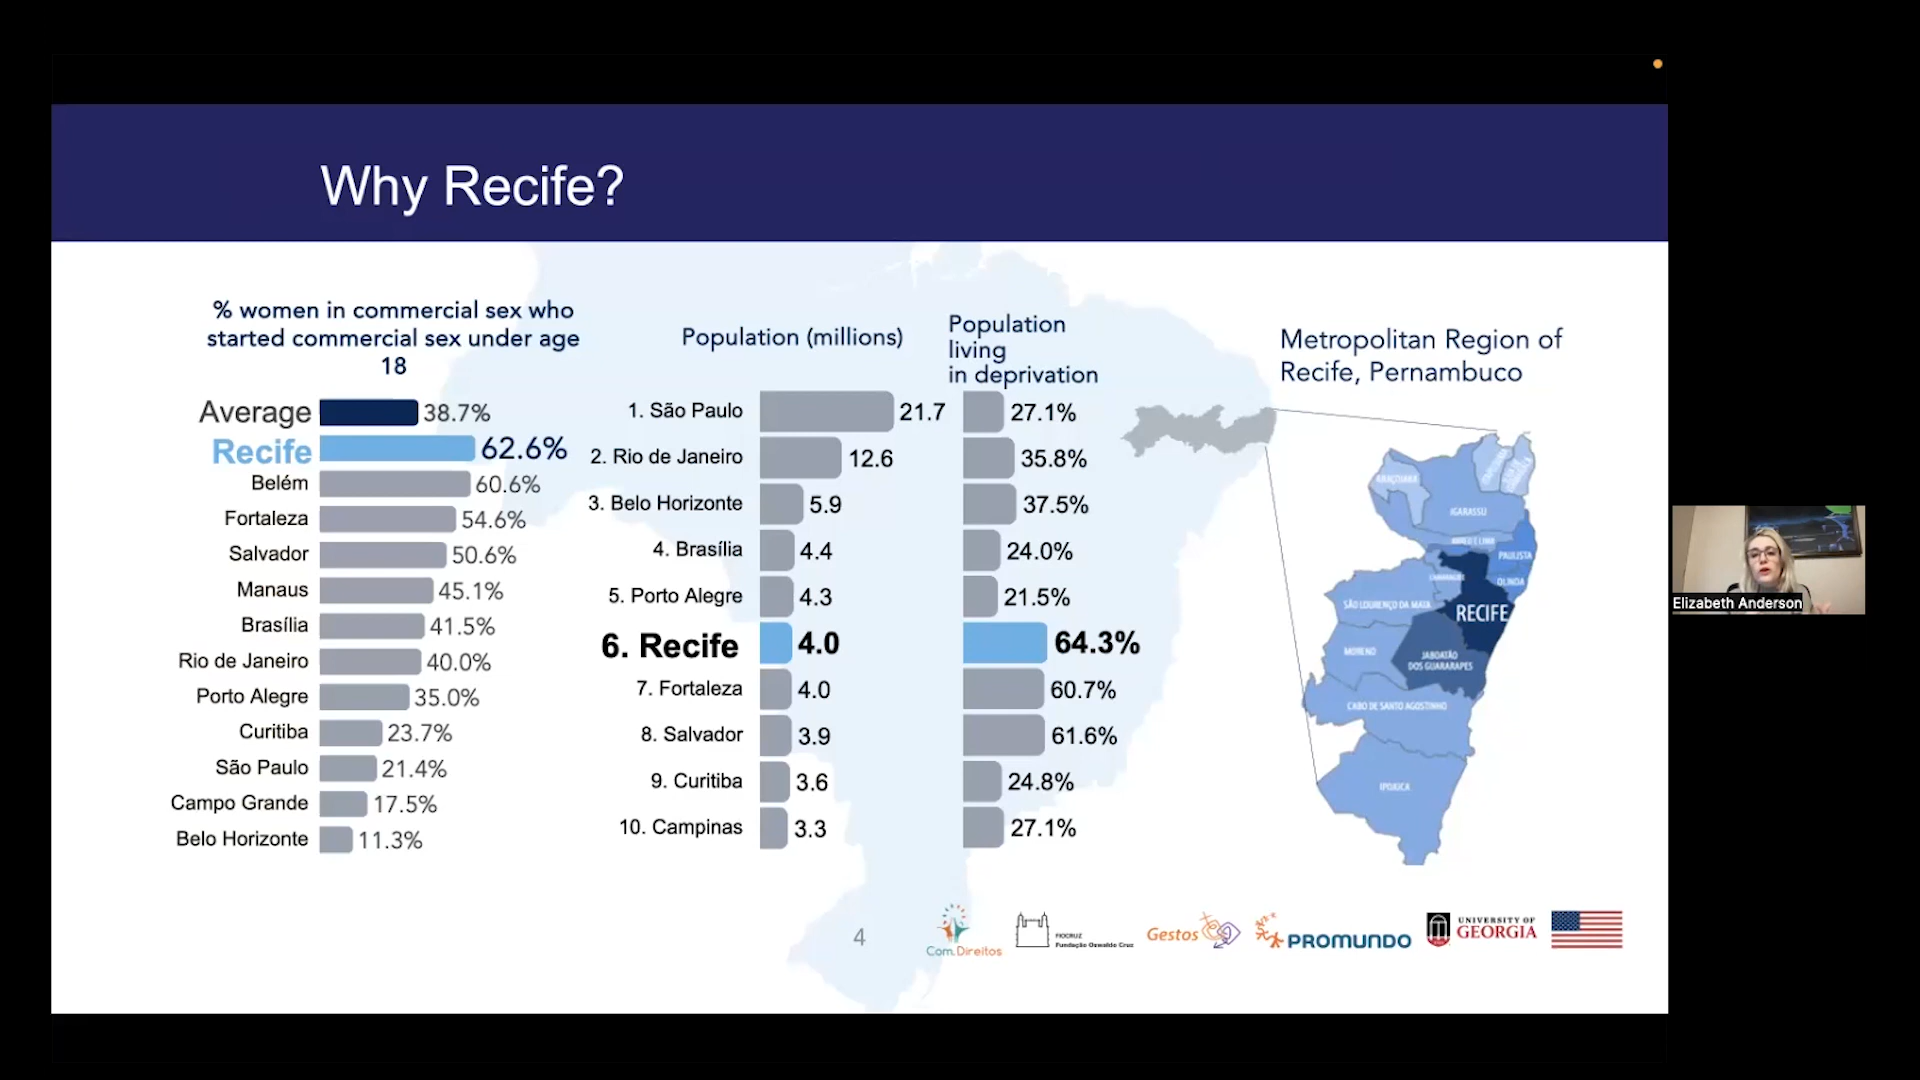 Why Recife?
% women in commercial sex who
started commercial sex under age
18
Average 38.7%
Recife 62.6%
Belém 60.6%
Fortaleza 54.6%
Salvador 50.6%
Manaus 45.1%
Brasília 41.5%
Rio de Janeiro 40.0%
Porto Alegre 35.0%
Curitiba 23.7%
São Paulo 21.4%
Campo Grande 17.5%
Belo Horizonte 11.3%
Population (millions)
Population
living
in deprivation
1. São Paulo 21.7 27.1%
2. Rio de Janeiro 12.6 35.8%
3. Belo Horizonte 5.9 37.5%
4. Brasília 4.4 24.0%
5. Porto Alegre 4.3 21.5%
6. Recife 4.0 64.3%
7. Fortaleza 4.0 60.7%
8. Salvador 3.9 61.6%
9. Curitiba 3.6 24.8%
10. Campinas 3.3 27.1%
Metropolitan Region of
Recife, Pernambuco
IGARASSU
PAULISTA
OLINDA
SÃO LOURENÇO DA MATA
RECIFE
MORENO
JABOATÃO
DOS GUARARAPES
CABO DE SANTO AGOSTINHO
IPOJUCA
Elizabeth Anderson
4
Com.Direitos
FIOCRUZ
Fundação Oswaldo Cruz
Gestos
PROMUNDO
UNIVERSITY OF
GEORGIA